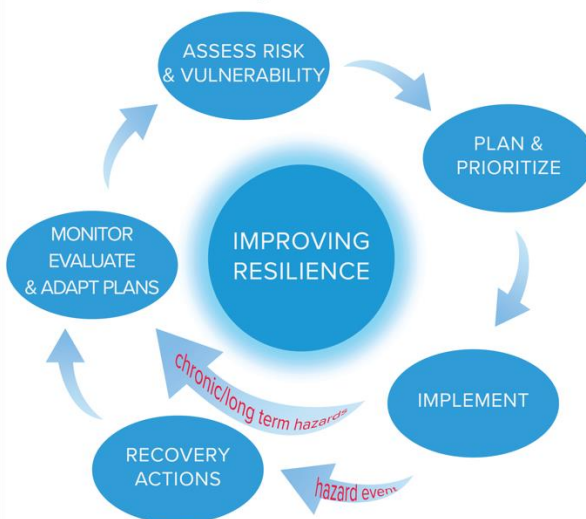 ASSESS RISK
& VULNERABILITY
PLAN &
PRIORITIZE
IMPROVING
RESILIENCE
MONITOR
EVALUATE
& ADAPT PLANS
chronic/long term hazards
IMPLEMENT
RECOVERY
ACTIONS
hazard event